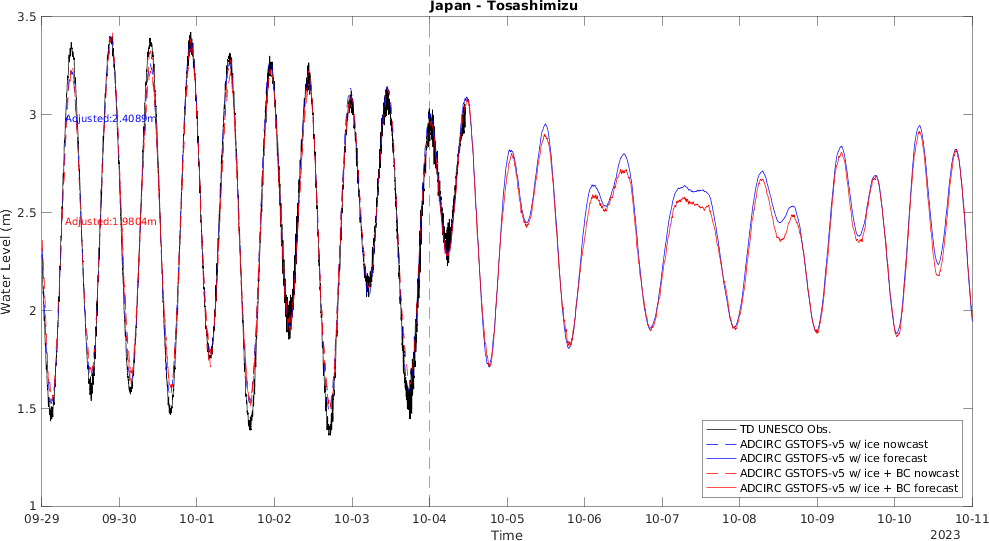 Japan - Tosashimizu
3.5
3
2.5
2
1.5
1
Water Level (m)
Adjusted:2.4089m
Adjusted:1.9804m
TD UNESCO Obs.
ADCIRC GSTOFS-v5 w/ ice nowcast
ADCIRC GSTOFS-v5 w/ ice forecast
ADCIRC GSTOFS-v5 w/ ice + BC nowcast
ADCIRC GSTOFS-v5 w/ ice + BC forecast
09-29 09-30 10-01 10-02 10-03 10-04 10-05 10-06 10-07 10-08 10-09 10-10 10-11
Time
2023